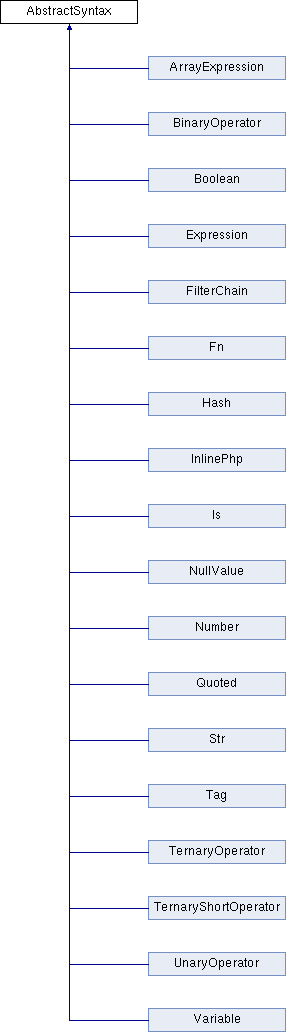 AbstractSyntax
ArrayExpression
BinaryOperator
Boolean
Expression
FilterChain
Fn
Hash
InlinePhp
Is
NullValue
Number
Quoted
Str
Tag
TernaryOperator
TernaryShortOperator
UnaryOperator
Variable